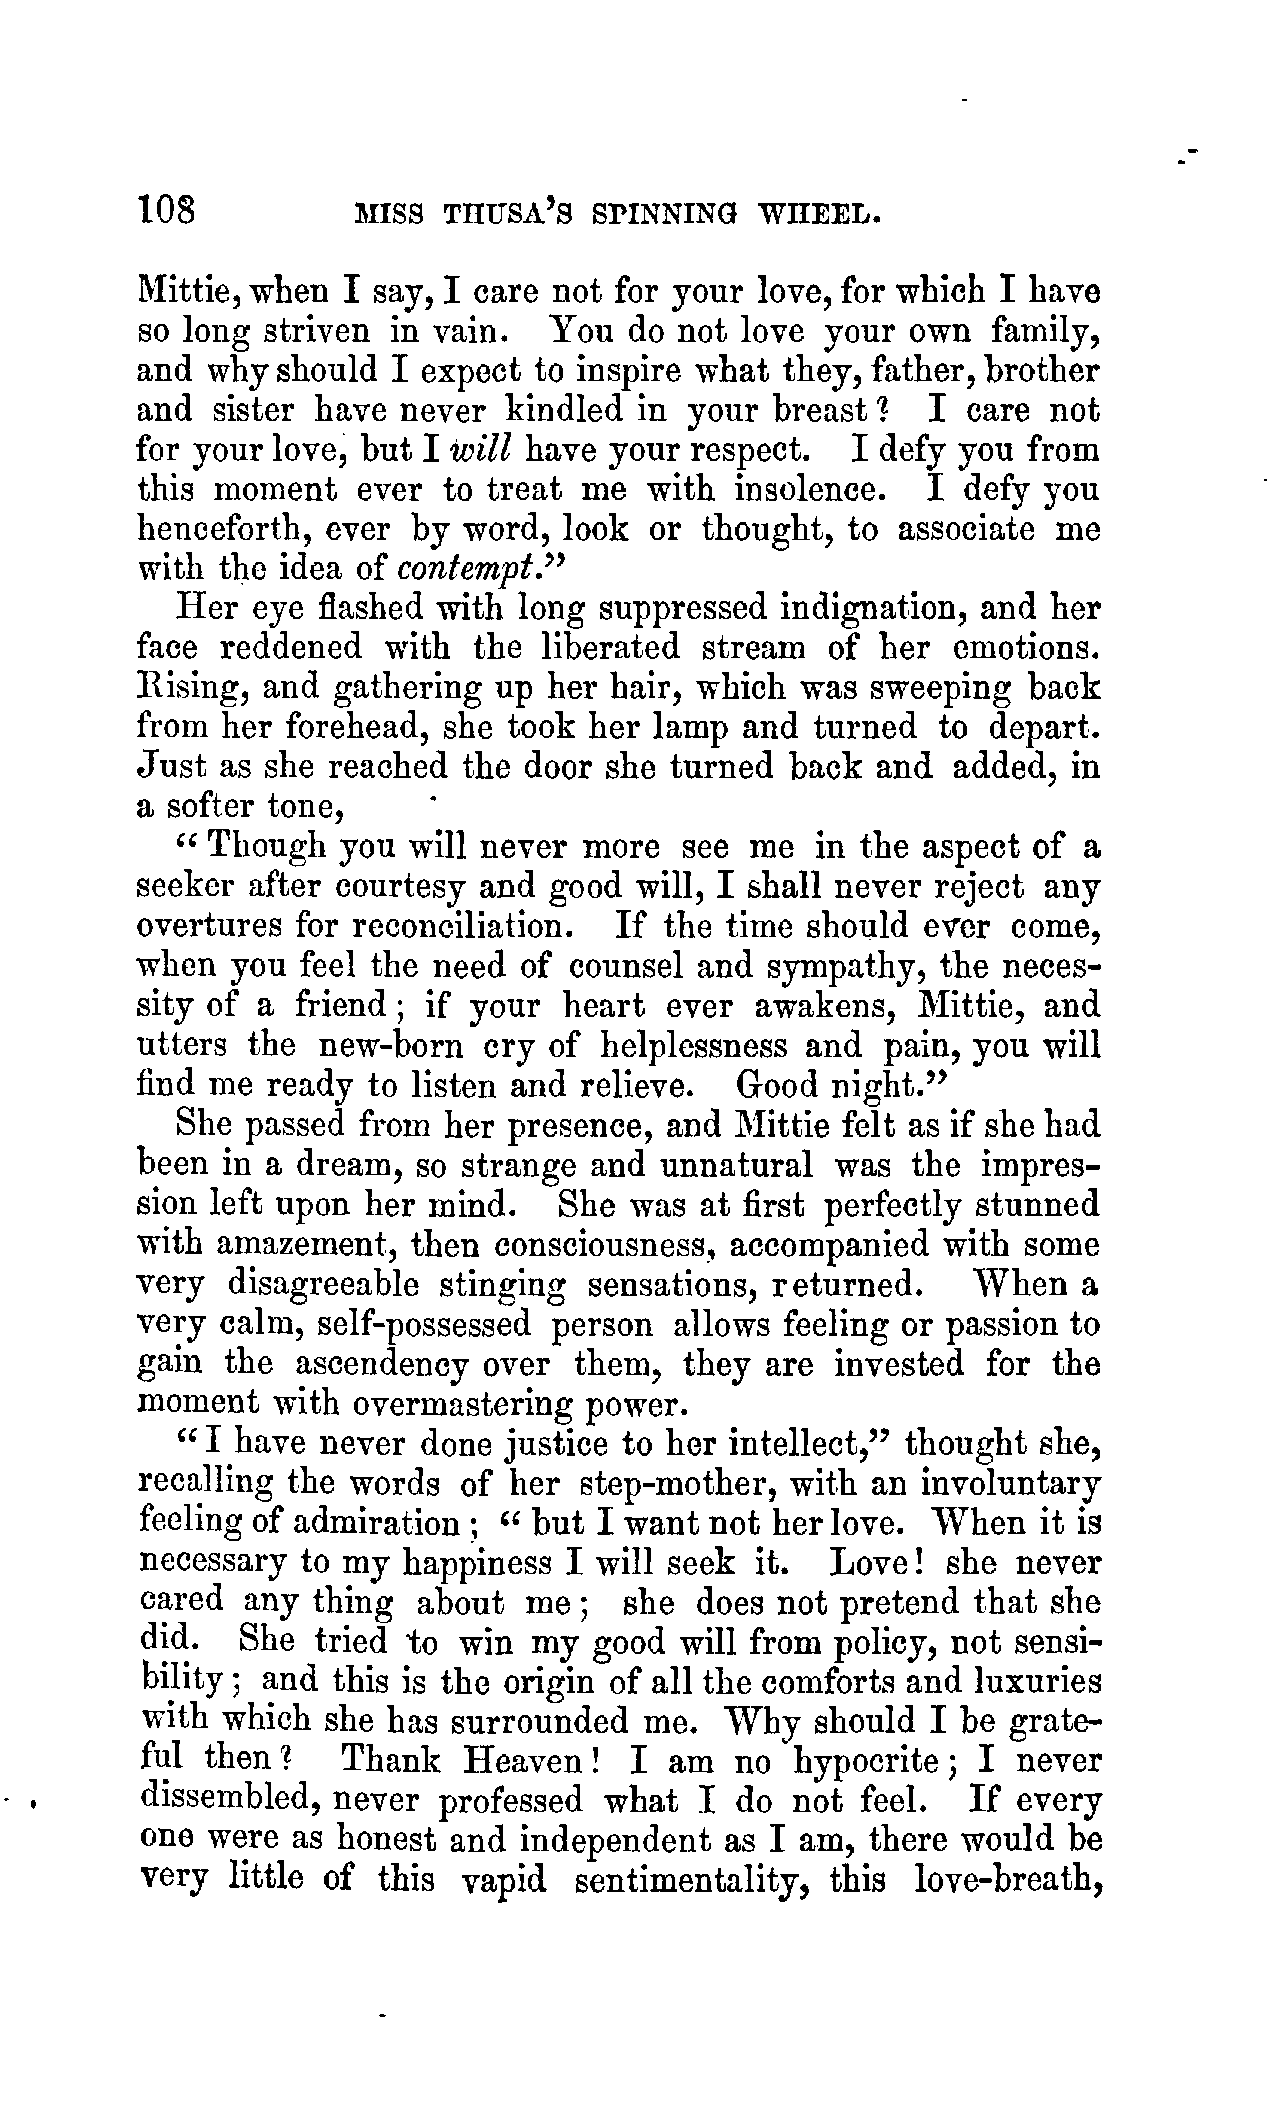 108 MISS THUSA'S SPINNING WHEEL.
Mittie, when I say, I care not for your love, for which I have
so long striven in vain. You do not love your own family,
and why should I expect to inspire what they, father, brother
and sister have never kindled in your breast? I care not
for your love, but I will have your respect. I defy you from
this moment ever to treat me with insolence. I defy you
henceforth, ever by word, look or thought, to associate me
with the idea of contempt."
Her eye flashed with long suppressed indignation, and her
face reddened with the liberated stream of her emotions.
Rising, and gathering up her hair, which was sweeping back
from her forehead, she took her lamp and turned to depart.
Just as she reached the door she turned back and added, in
a softer tone,
"Though you will never more see me in the aspect of a
seeker after courtesy and good will, I shall never reject any
overtures for reconciliation. If the time should ever come,
when you feel the need of counsel and sympathy, the neces-
sity of a friend; if your heart ever awakens, Mittie, and
utters the new-born cry of helplessness and pain, you will
find me ready to listen and relieve. Good night."
She passed from her presence, and Mittie felt as if she had
been in a dream, so strange and unnatural was the impres-
sion left upon her mind. She was at first perfectly stunned
with amazement, then consciousness, accompanied with some
very disagreeable stinging sensations, returned. When a
very calm, self-possessed person allows feeling or passion to
gain the ascendency over them, they are invested for the
moment with overmastering power.
"I have never done justice to her intellect," thought she,
recalling the words of her step-mother, with an involuntary
feeling of admiration; "but I want not her love. When it is
necessary to my happiness I will seek it. Love! she never
cared any thing about me; she does not pretend that she
did. She tried to win my good will from policy, not sensi-
bility; and this is the origin of all the comforts and luxuries
with which she has surrounded me. Why should I be grate-
ful then? Thank Heaven! I am no hypocrite; I never
dissembled, never professed what I do not feel. If every
one were as honest and independent as I am, there would be
very little of this vapid sentimentality, this love-breath,